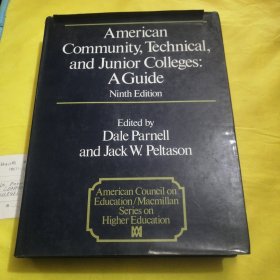 American
Community, Technical,
and Junior Colleges:
A Guide
Ninth Edition
Edited by
Dale Parnell
and Jack W. Peltason
American Council on
Education/Macmillan
Series on
Higher Education